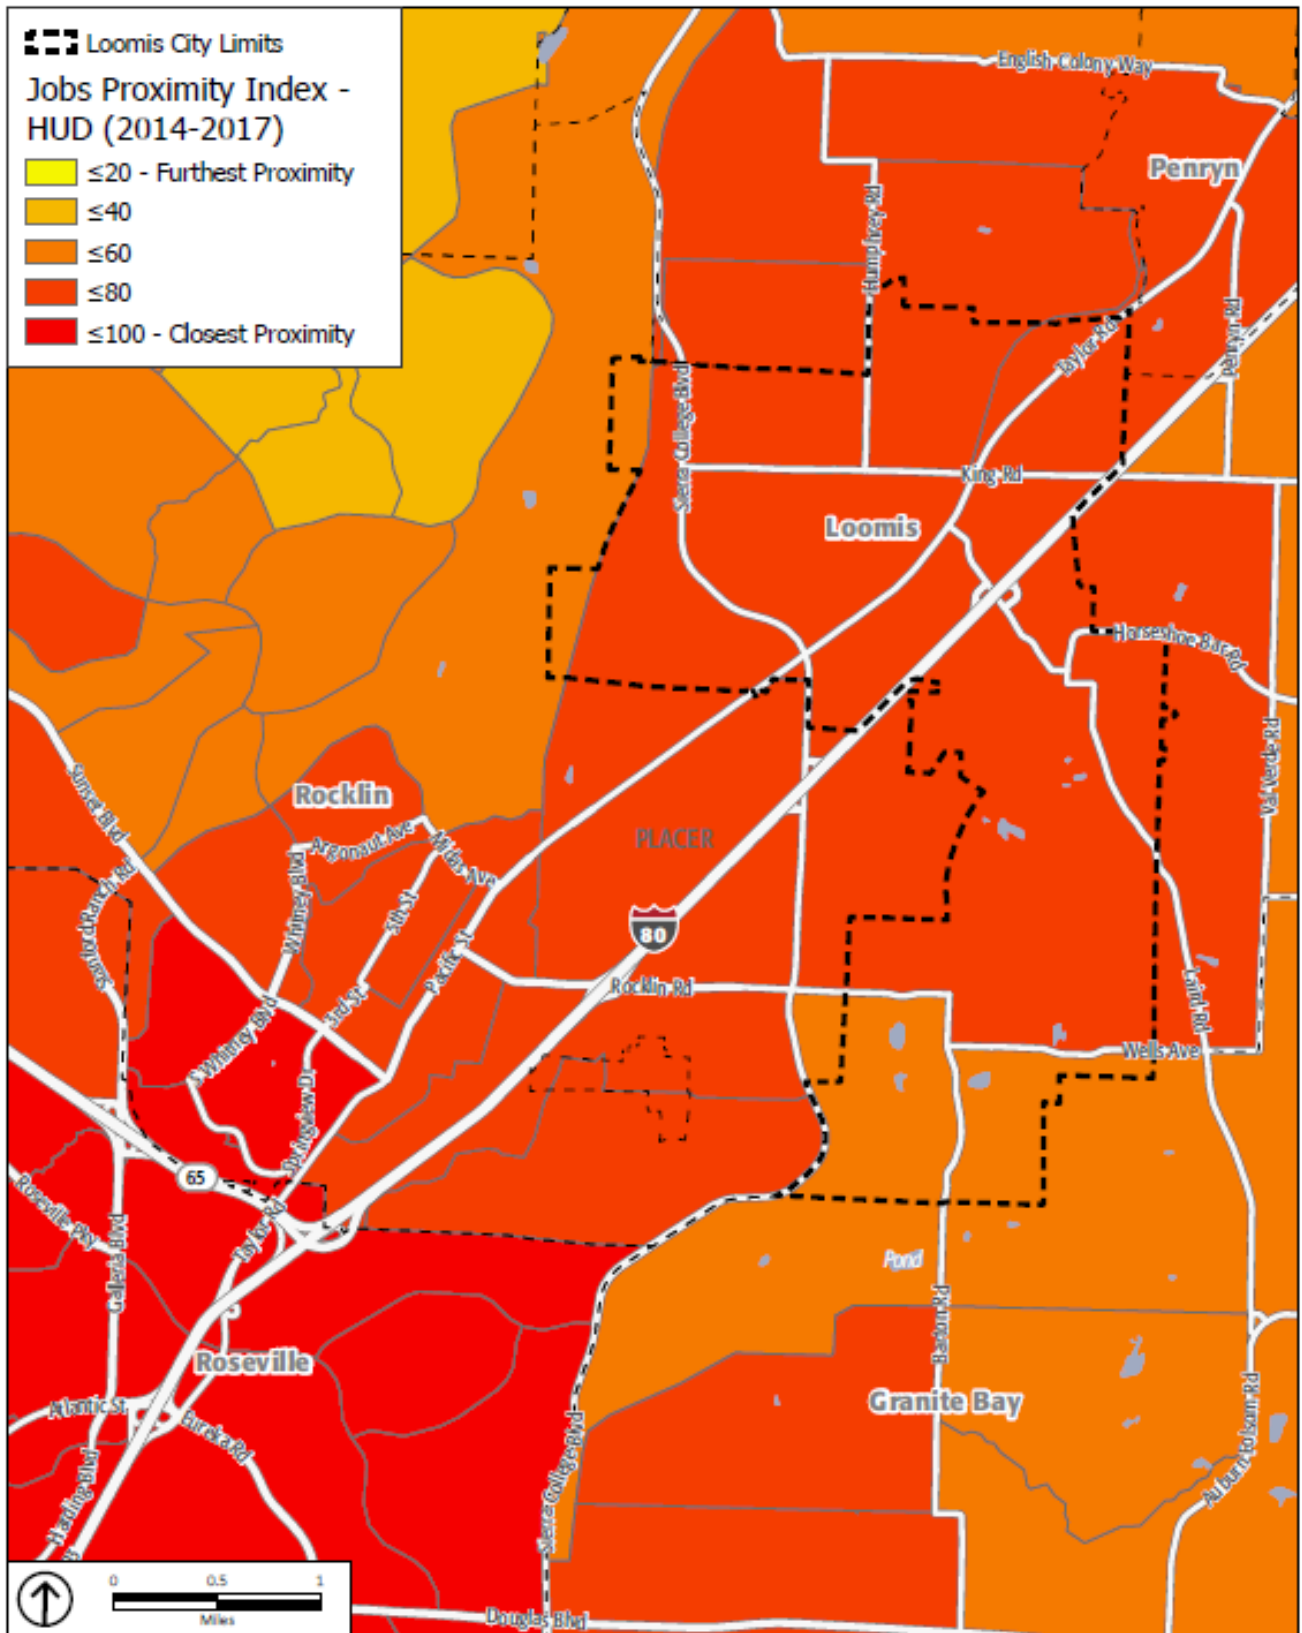 Loomis City Limits
Jobs Proximity Index -
HUD (2014-2017)
≤20 - Furthest Proximity
≤40
≤60
≤80
≤100 - Closest Proximity
English Colony Way
Penryn
Humphrey Rd
Taylor Rd
Penryn Rd
Sierra College Blvd
King Rd
Loomis
Horseshoe Bar Rd
Val Verde Rd
Sunset Blvd
Rocklin
Argonaut Ave
Midas Ave
PLACER
Stanford Ranch Rd
Whitney Blvd
5th St
Pacific St
80
Rocklin Rd
Laird Rd
3rd St
S Whitney Blvd
Springview Dr
Wells Ave
65
Roseville Pky
Galleria Blvd
Taylor Rd
Pond
Barton Rd
Roseville
Granite Bay
Atlantic St
Eureka Rd
Harding Blvd
Sierra College Blvd
Auburn Folsom Rd
0 0.5 1
Miles
Douglas Blvd